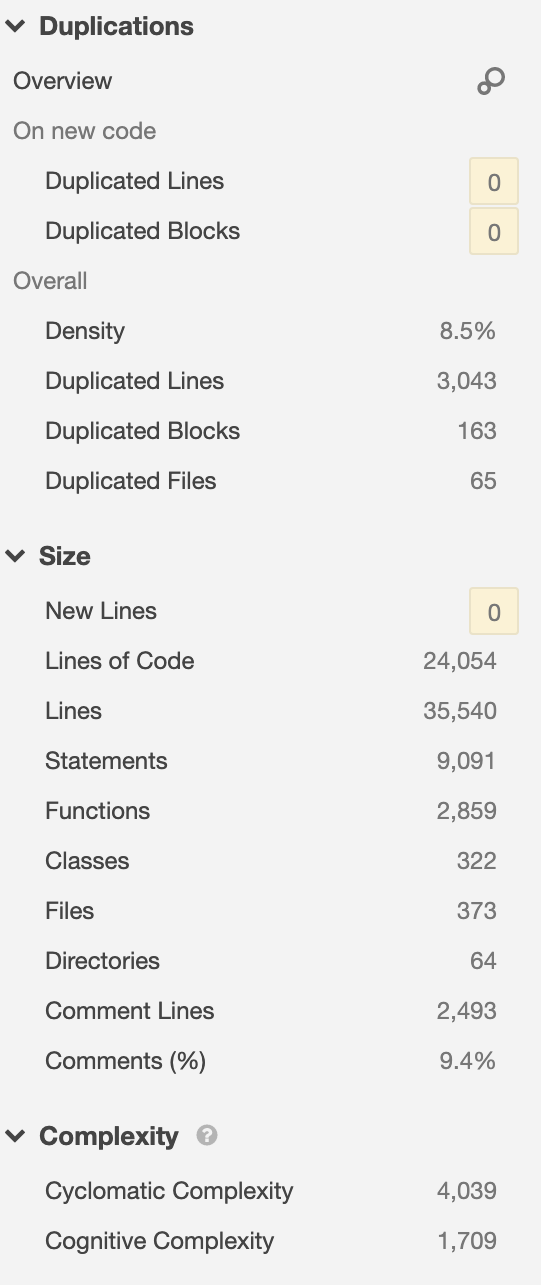 Duplications
Overview
On new code
Duplicated Lines 0
Duplicated Blocks 0
Overall
Density 8.5%
Duplicated Lines 3,043
Duplicated Blocks 163
Duplicated Files 65
Size
New Lines 0
Lines of Code 24,054
Lines 35,540
Statements 9,091
Functions 2,859
Classes 322
Files 373
Directories 64
Comment Lines 2,493
Comments (%) 9.4%
Complexity ?
Cyclomatic Complexity 4,039
Cognitive Complexity 1,709